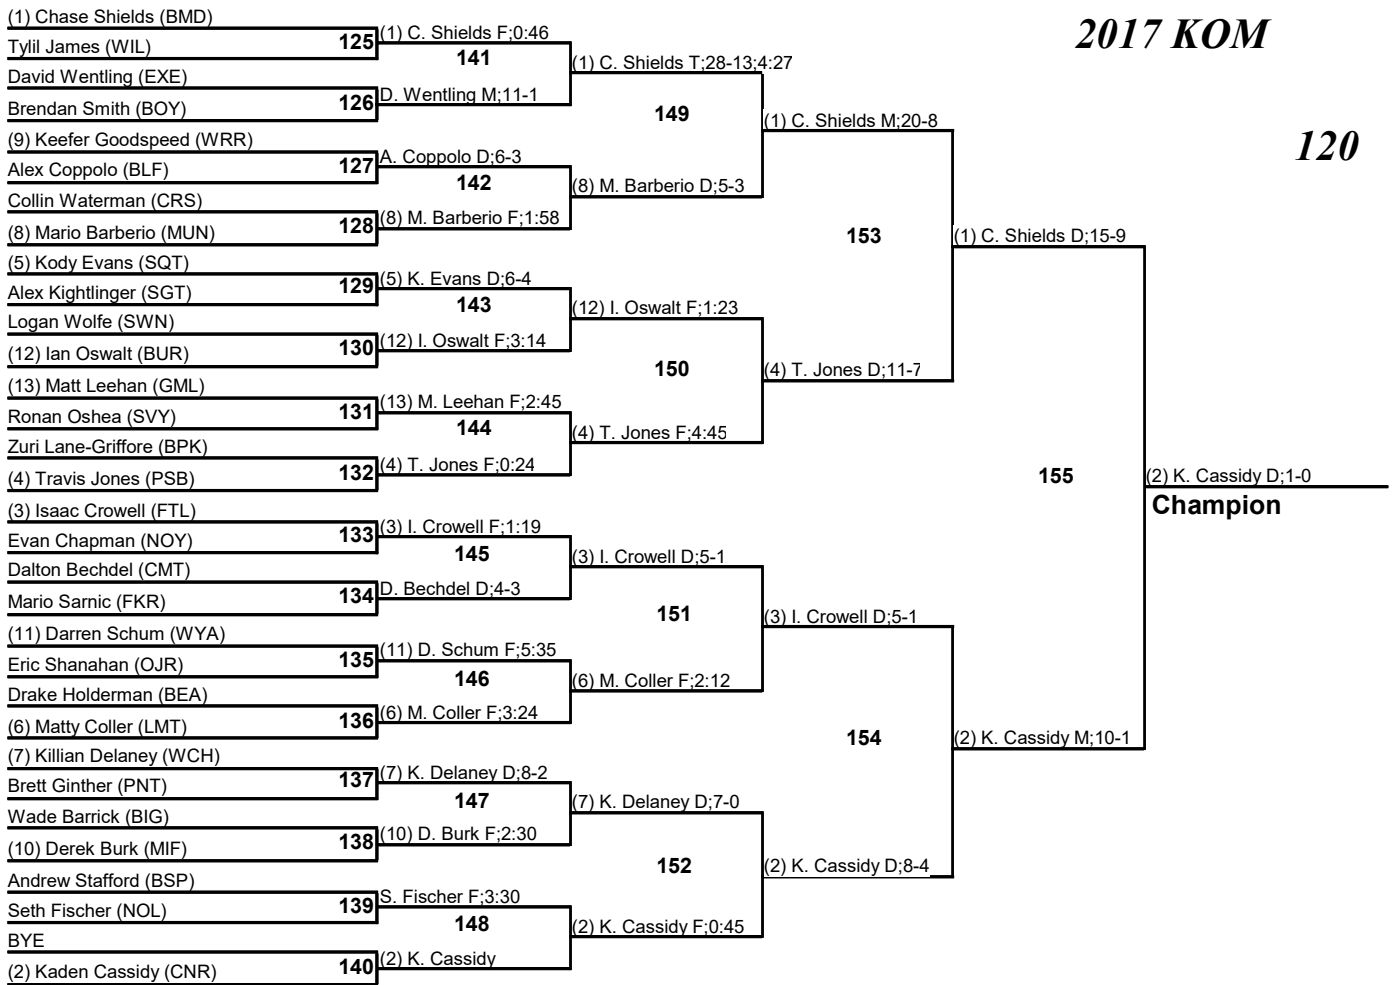 2017 KOM
120
(1) Chase Shields (BMD)
Tylil James (WIL)
David Wentling (EXE)
Brendan Smith (BOY)
(9) Keefer Goodspeed (WRR)
Alex Coppolo (BLF)
Collin Waterman (CRS)
(8) Mario Barberio (MUN)
(5) Kody Evans (SQT)
Alex Kightlinger (SGT)
Logan Wolfe (SWN)
(12) Ian Oswalt (BUR)
(13) Matt Leehan (GML)
Ronan Oshea (SVY)
Zuri Lane-Griffore (BPK)
(4) Travis Jones (PSB)
(3) Isaac Crowell (FTL)
Evan Chapman (NOY)
Dalton Bechdel (CMT)
Mario Sarnic (FKR)
(11) Darren Schum (WYA)
Eric Shanahan (OJR)
Drake Holderman (BEA)
(6) Matty Coller (LMT)
(7) Killian Delaney (WCH)
Brett Ginther (PNT)
Wade Barrick (BIG)
(10) Derek Burk (MIF)
Andrew Stafford (BSP)
Seth Fischer (NOL)
BYE
(2) Kaden Cassidy (CNR)
125
126
127
128
129
130
131
132
133
134
135
136
137
138
139
140
(1) C. Shields F;0:46
141
D. Wentling M;11-1
A. Coppolo D;6-3
142
(8) M. Barberio F;1:58
(5) K. Evans D;6-4
143
(12) I. Oswalt F;3:14
(13) M. Leehan F;2:45
144
(4) T. Jones F;0:24
(3) I. Crowell F;1:19
145
D. Bechdel D;4-3
(11) D. Schum F;5:35
146
(6) M. Coller F;3:24
(7) K. Delaney D;8-2
147
(10) D. Burk F;2:30
S. Fischer F;3:30
148
(2) K. Cassidy
(1) C. Shields T;28-13;4:27
149
(8) M. Barberio D;5-3
(12) I. Oswalt F;1:23
150
(4) T. Jones F;4:45
(3) I. Crowell D;5-1
151
(6) M. Coller F;2:12
(7) K. Delaney D;7-0
152
(2) K. Cassidy F;0:45
(1) C. Shields M;20-8
153
(4) T. Jones D;11-7
(3) I. Crowell D;5-1
154
(2) K. Cassidy D;8-4
(1) C. Shields D;15-9
155
(2) K. Cassidy M;10-1
(2) K. Cassidy D;1-0
Champion